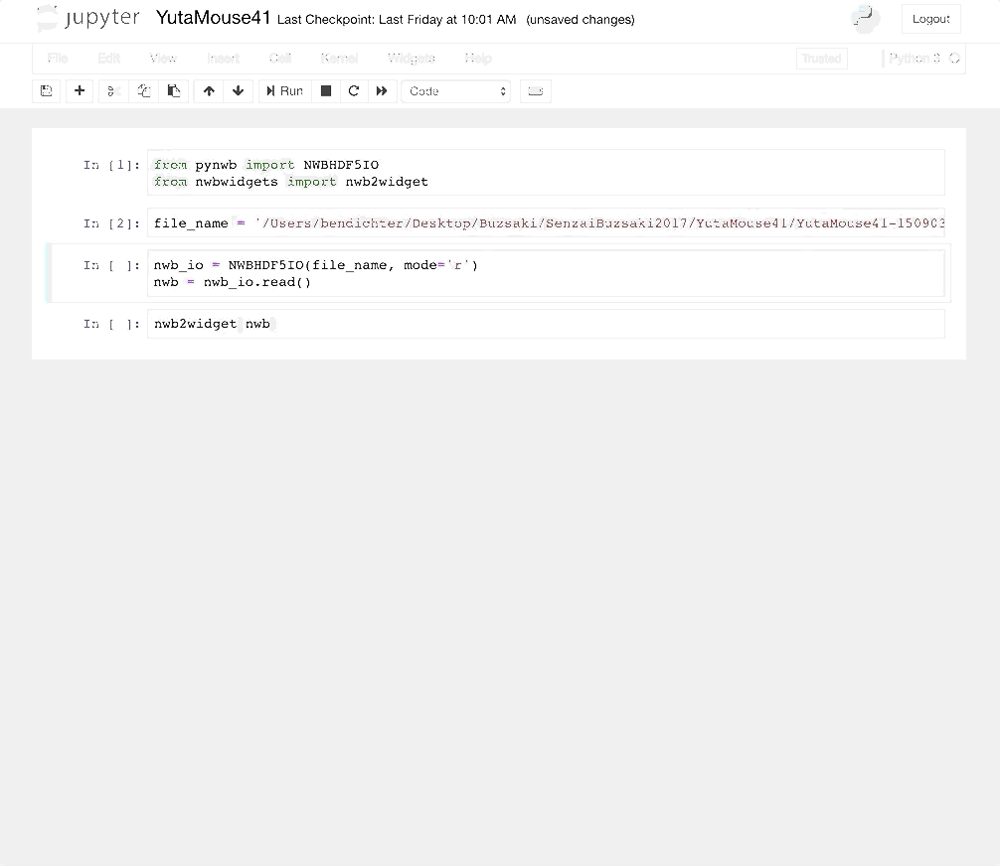 jupyter YutaMouse41 Last Checkpoint: Last Friday at 10:01 AM (unsaved changes) Logout
File Edit View Insert Cell Kernel Widgets Help Trusted Python
Run Code
In [1]: from pynwb import NWBHDF5IO
from nwbwidgets import nwb2widget
In [2]: file_name = '/Users/bendichter/Desktop/Buzsaki/SenzaiBuzsaki2017/YutaMouse41/YutaMouse41-150903
In [ ]: nwb_io = NWBHDF5IO(file_name, mode='r')
nwb = nwb_io.read()
In [ ]: nwb2widget nwb